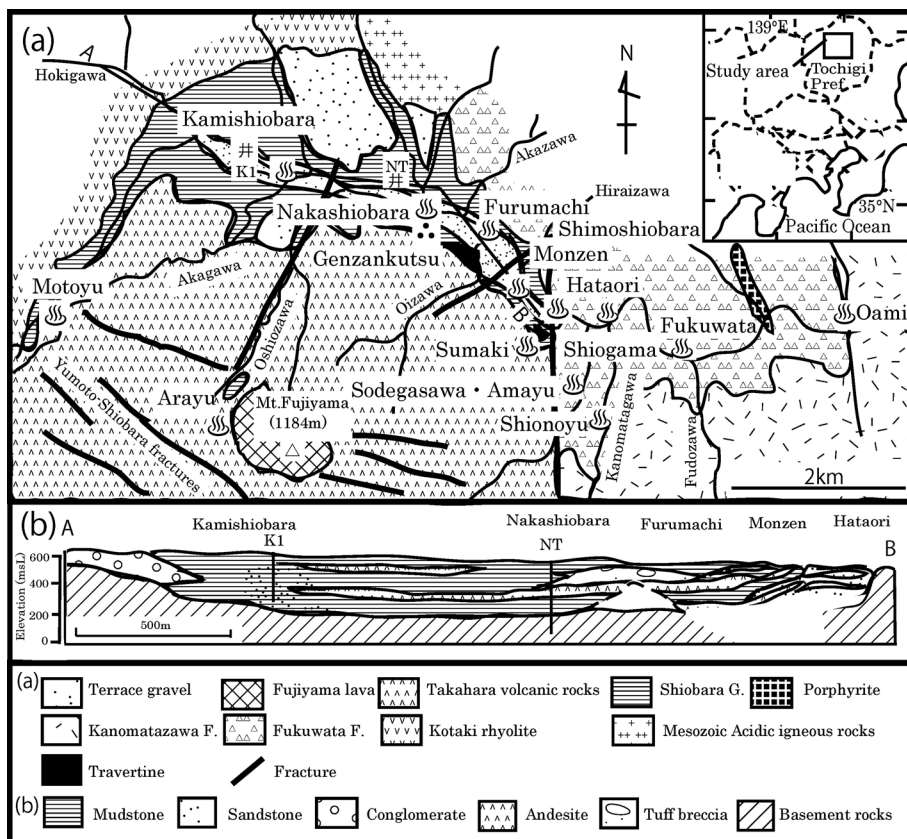 (a)
A
Hokigawa
N
139°E
Study area
Tochigi
Pref.
35°N
Pacific Ocean
Kamishiobara
井
K1
NT
井
Akazawa
Hiraizawa
Nakashiobara
Furumachi
Shimoshiobara
Genzankutsu
Monzen
Akagawa
Motoyu
Oizawa
Hataori
Oami
B
Fukuwata
Oshiozawa
Sumaki
Shiogama
Yumoto-Shiobara fractures
Arayu
Mt.Fujiyama
(1184m)
Sodegasawa・Amayu
Shionoyu
Kanomatagawa
Fudozawa
2km
(b)
A
Kamishiobara
K1
Nakashiobara
NT
Furumachi
Monzen
Hataori
B
Elevation (msL)
600
400
200
0
500m
(a)
Terrace gravel
Fujiyama lava
Takahara volcanic rocks
Shiobara G.
Porphyrite
Kanomatazawa F.
Fukuwata F.
Kotaki rhyolite
Mesozoic Acidic igneous rocks
Travertine
Fracture
(b)
Mudstone
Sandstone
Conglomerate
Andesite
Tuff breccia
Basement rocks